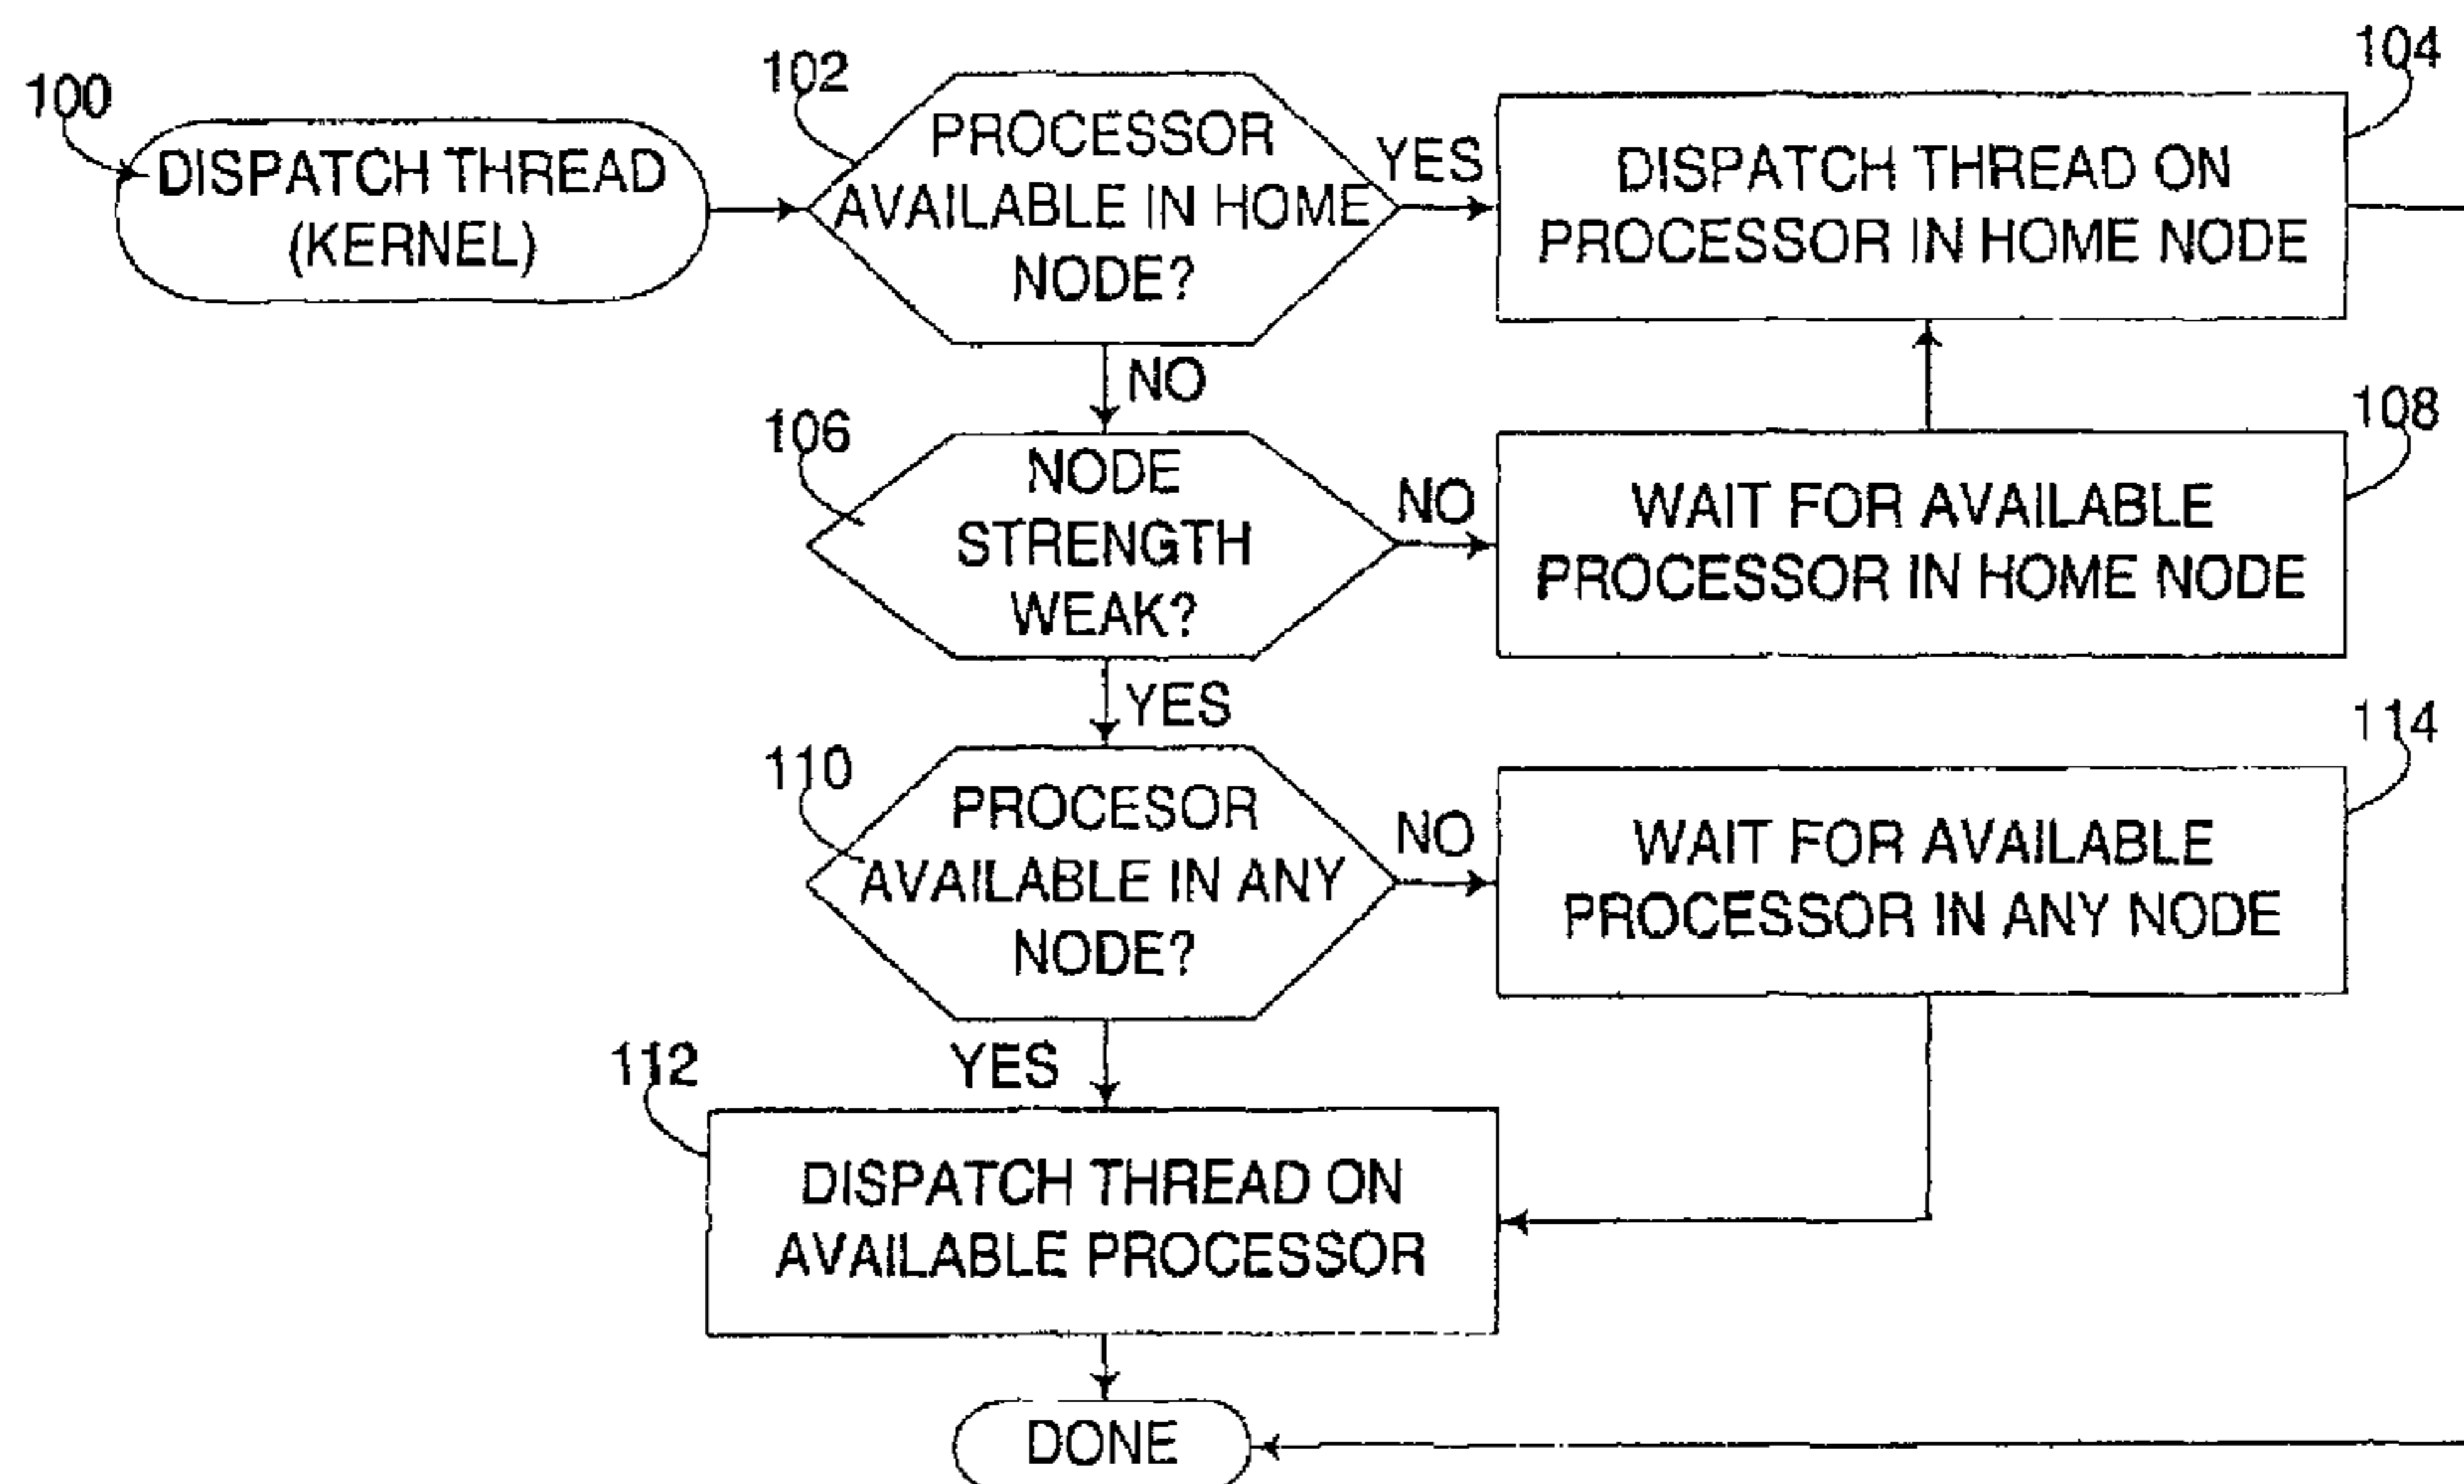 100
DISPATCH THREAD
(KERNEL)
102
PROCESSOR
AVAILABLE IN HOME
NODE?
YES
104
DISPATCH THREAD ON
PROCESSOR IN HOME NODE
NO
106
NODE
STRENGTH
WEAK?
NO
108
WAIT FOR AVAILABLE
PROCESSOR IN HOME NODE
YES
110
PROCESOR
AVAILABLE IN ANY
NODE?
NO
114
WAIT FOR AVAILABLE
PROCESSOR IN ANY NODE
YES
112
DISPATCH THREAD ON
AVAILABLE PROCESSOR
DONE